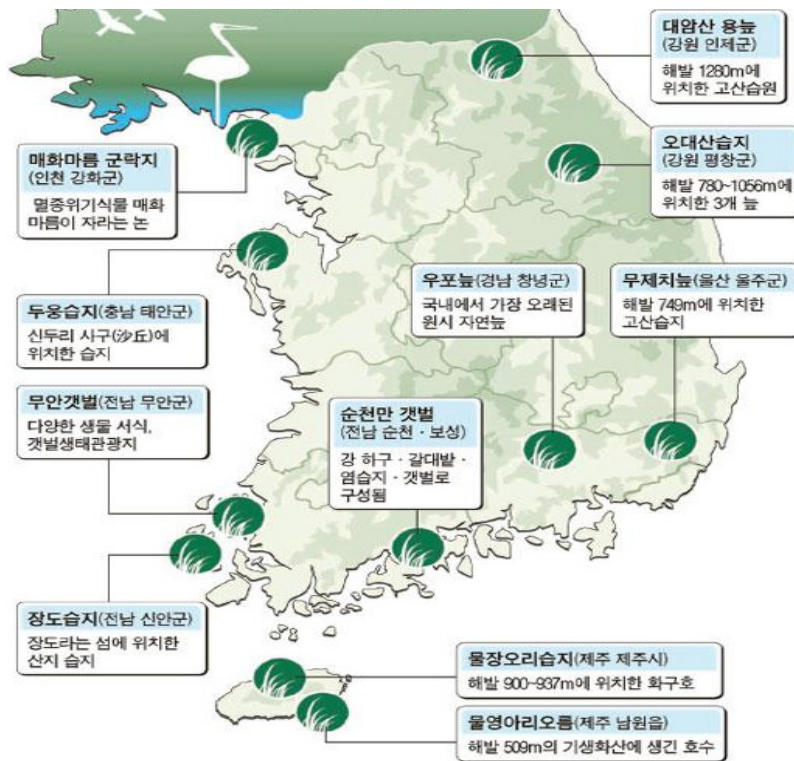 대암산 용늪
(강원 인제군)
해발 1280m에
위치한 고산습원
오대산습지
(강원 평창군)
해발 780~1056m에
위치한 3개 늪
매화마름 군락지
(인천 강화군)
멸종위기식물 매화
마름이 자라는 논
두웅습지(충남 태안군)
신두리 사구(沙丘)에
위치한 습지
우포늪(경남 창녕군)
국내에서 가장 오래된
원시 자연늪
무제치늪(울산 울주군)
해발 749m에 위치한
고산습지
무안갯벌(전남 무안군)
다양한 생물 서식,
갯벌생태관광지
순천만 갯벌
(전남 순천·보성)
강 하구·갈대밭·
염습지·갯벌로
구성됨
장도습지(전남 신안군)
장도라는 섬에 위치한
산지 습지
물장오리습지(제주 제주시)
해발 900~937m에 위치한 화구호
물영아리오름(제주 남원읍)
해발 509m의 기생화산에 생긴 호수